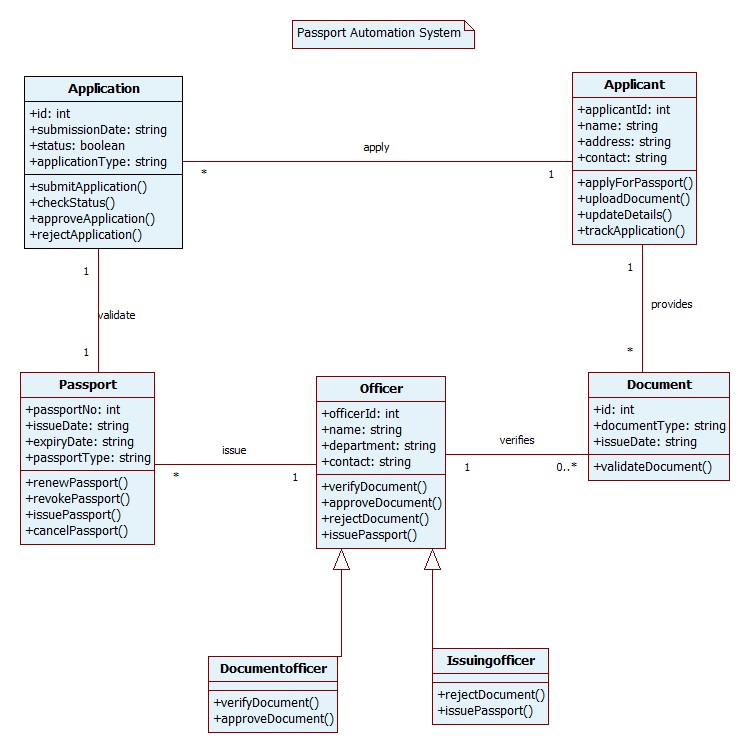 Passport Automation System
Application
+id: int
+submissionDate: string
+status: boolean
+applicationType: string
+submitApplication()
+checkStatus()
+approveApplication()
+rejectApplication()
apply
*
1
Applicant
+applicantId: int
+name: string
+address: string
+contact: string
+applyForPassport()
+uploadDocument()
+updateDetails()
+trackApplication()
1
validate
1
1
provides
*
Passport
+passportNo: int
+issueDate: string
+expiryDate: string
+passportType: string
+renewPassport()
+revokePassport()
+issuePassport()
+cancelPassport()
issue
*
1
Officer
+officerId: int
+name: string
+department: string
+contact: string
+verifyDocument()
+approveDocument()
+rejectDocument()
+issuePassport()
verifies
1
0..*
Document
+id: int
+documentType: string
+issueDate: string
+validateDocument()
Documentofficer
+verifyDocument()
+approveDocument()
Issuingofficer
+rejectDocument()
+issuePassport()